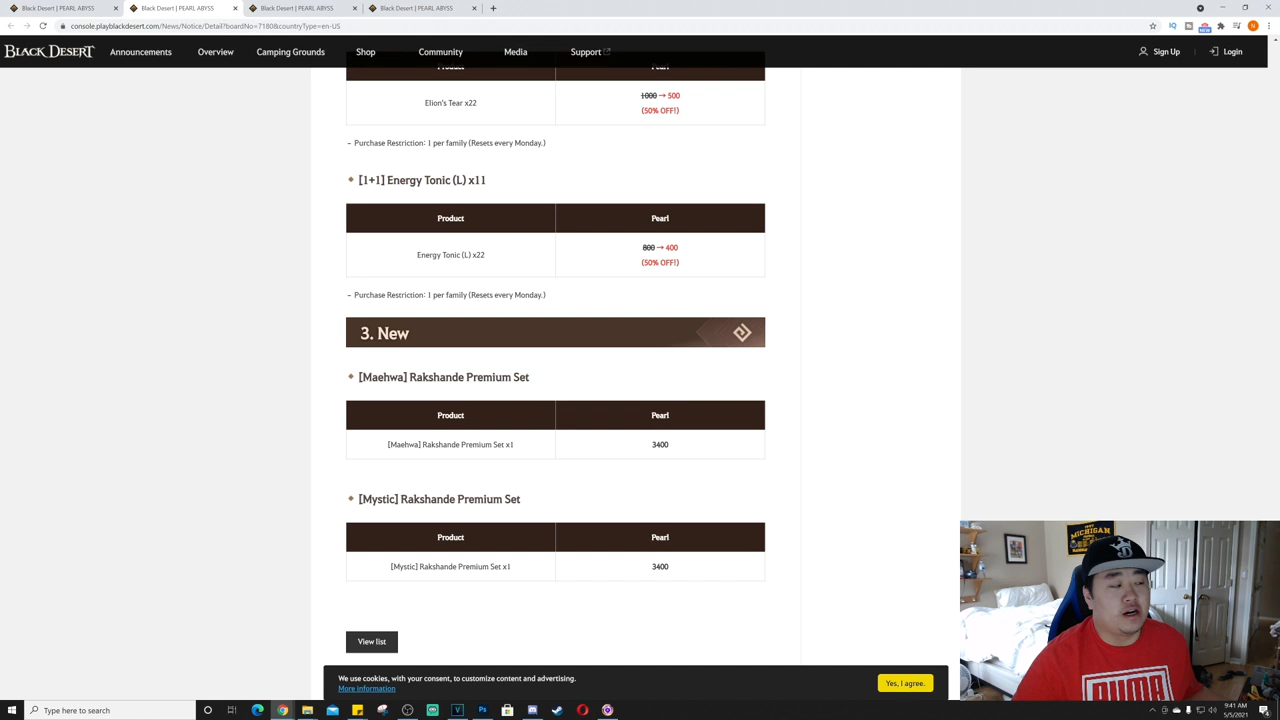 Black Desert | PEARL ABYSS
Black Desert | PEARL ABYSS
Black Desert | PEARL ABYSS
Black Desert | PEARL ABYSS
console.playblackdesert.com/News/Notice/Detail?boardNo=7180&countryType=en-US
BLACK DESERT
Announcements
Overview
Camping Grounds
Shop
Community
Media
Support
Sign Up
Login
Product Pearl
Elion's Tear x22
1000 → 500
(50% OFF!)
- Purchase Restriction: 1 per family (Resets every Monday.)
[1+1] Energy Tonic (L) x11
Product Pearl
Energy Tonic (L) x22
800 → 400
(50% OFF!)
- Purchase Restriction: 1 per family (Resets every Monday.)
3. New
[Maehwa] Rakshande Premium Set
Product Pearl
[Maehwa] Rakshande Premium Set x1 3400
[Mystic] Rakshande Premium Set
Product Pearl
[Mystic] Rakshande Premium Set x1 3400
View list
We use cookies, with your consent, to customize content and advertising.
More information
Yes, I agree.
MICHIGAN
Type here to search
9:41 AM
5/5/2021